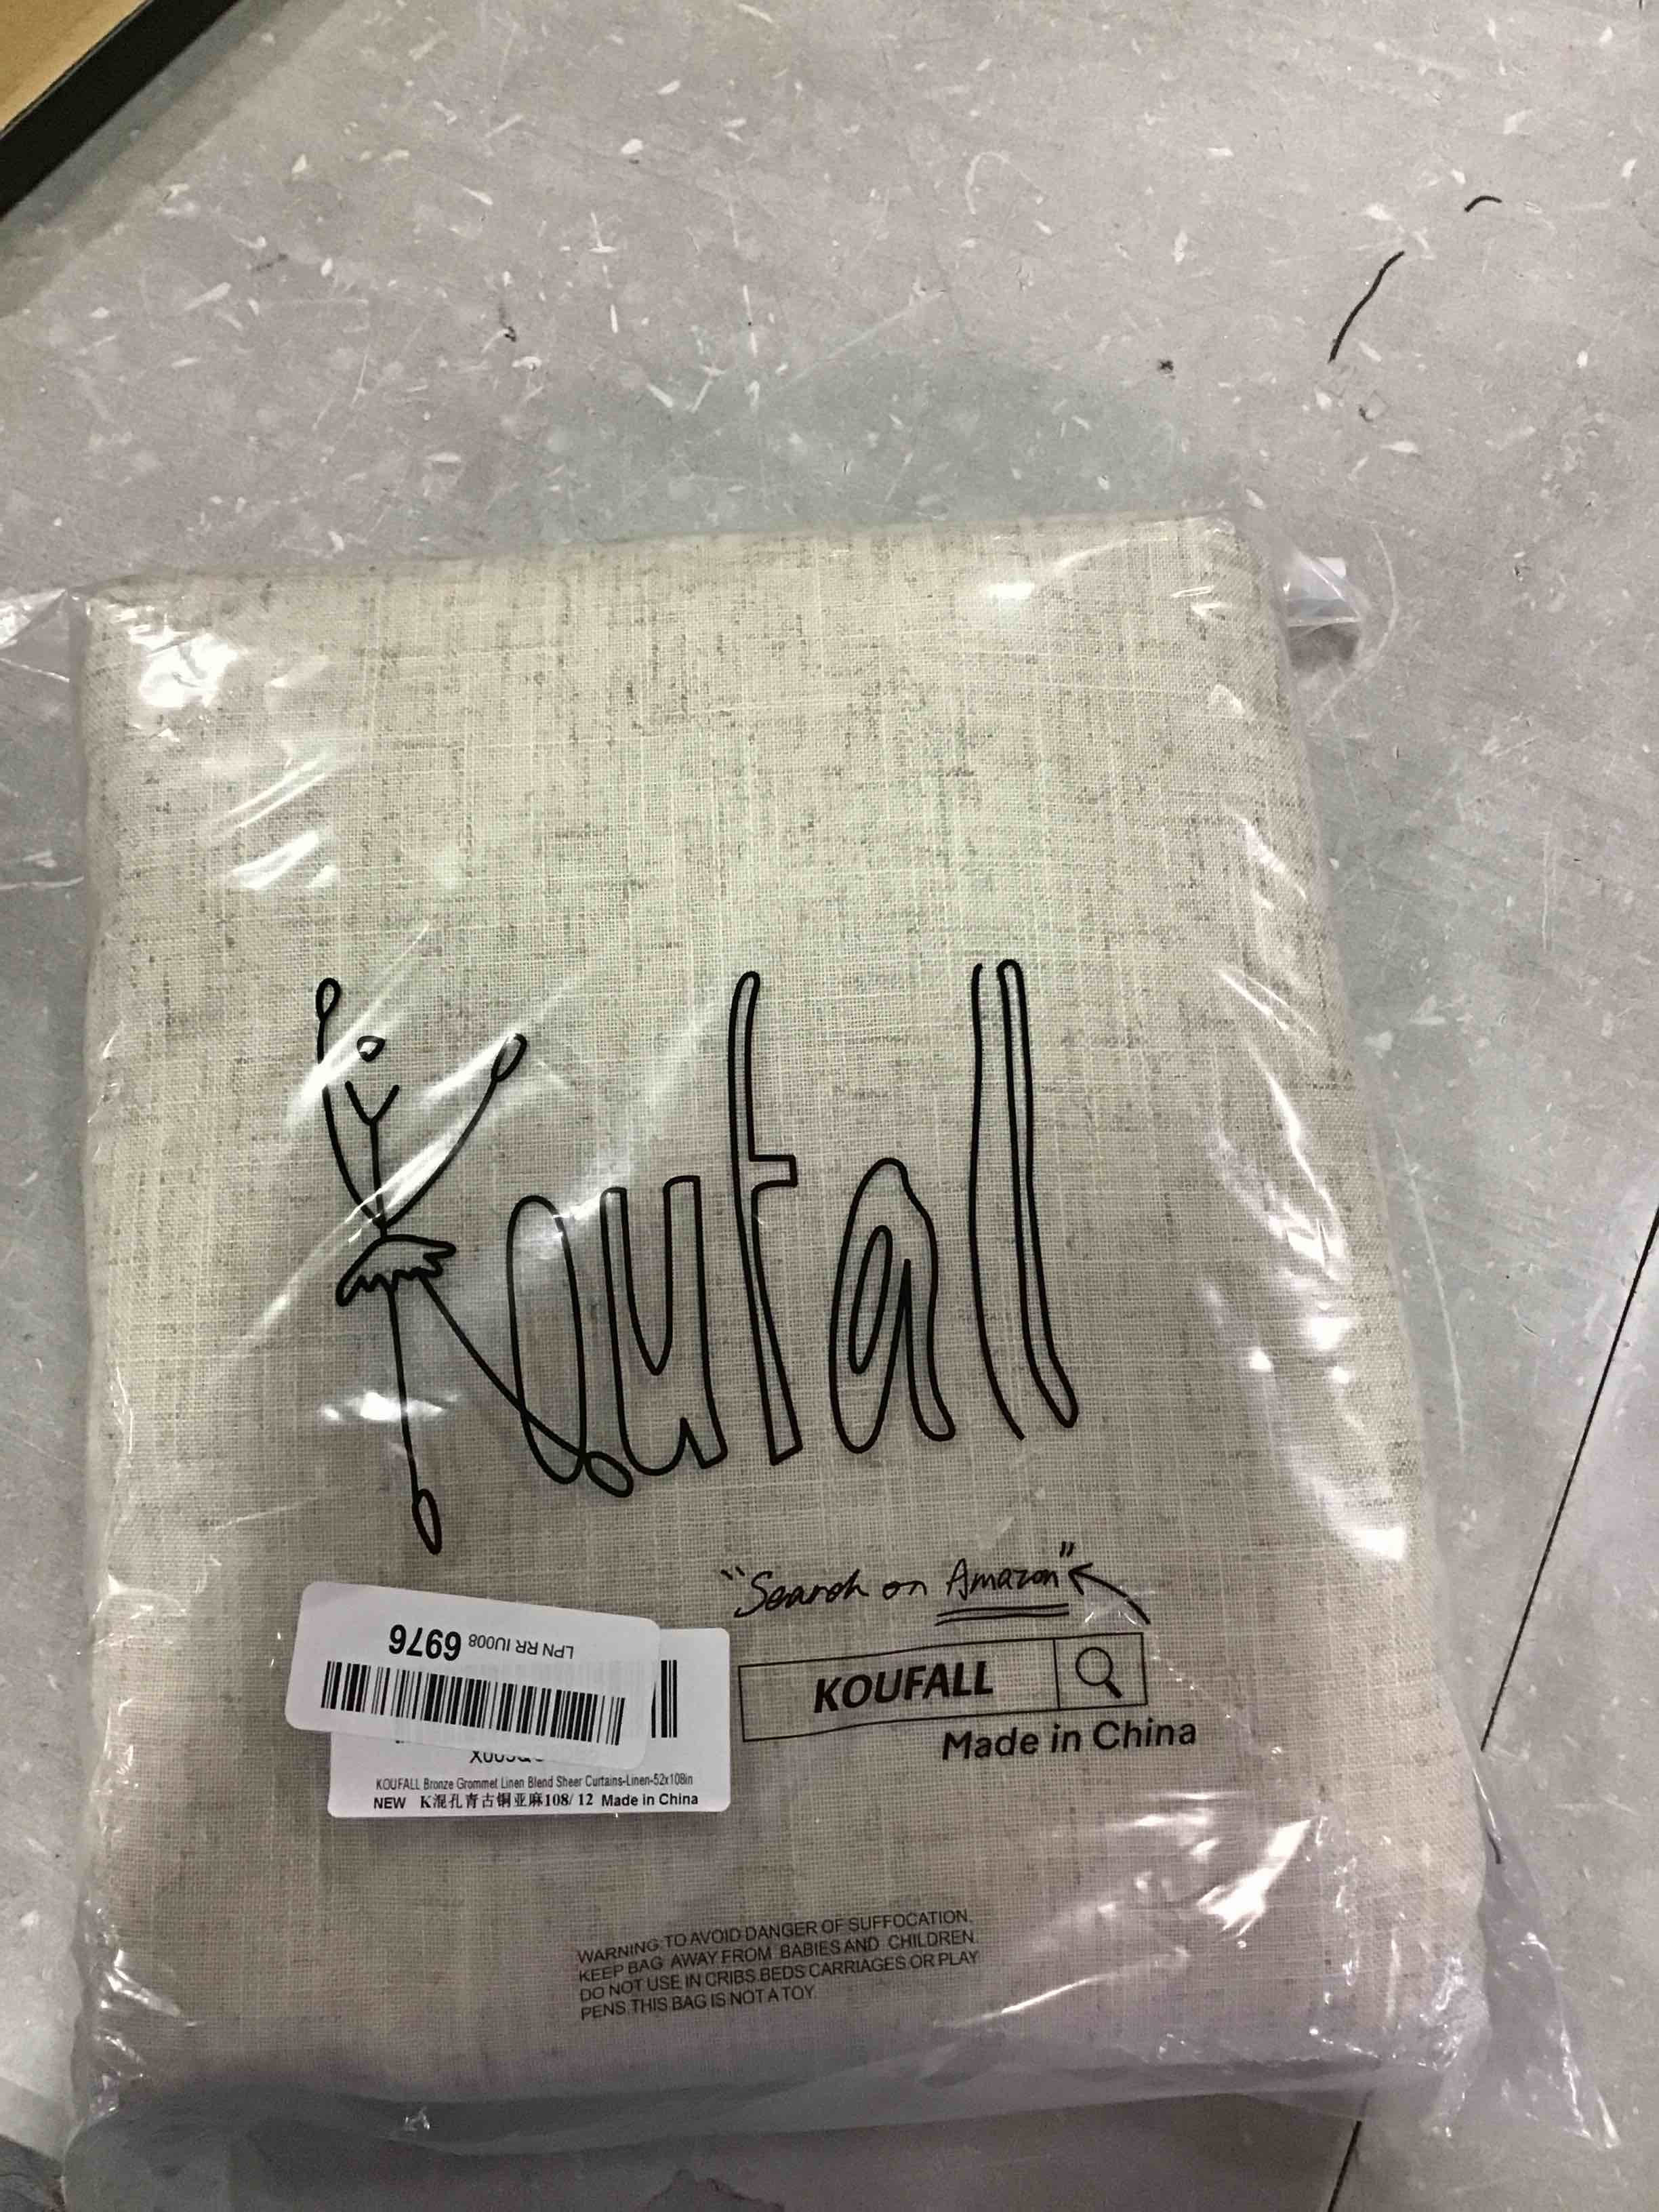 Koufall
"Search on Amazon"
KOUFALL
Made in China
LPN RR IU008 6976
KOUFALL Bronze Grommet Linen Blend Sheer Curtains-Linen-52x108in
NEW K混孔青古铜亚麻108/ 12 Made in China
WARNING:TO AVOID DANGER OF SUFFOCATION,
KEEP BAG AWAY FROM BABIES AND CHILDREN.
DO NOT USE IN CRIBS.BEDS CARRIAGES OR PLAY
PENS.THIS BAG IS NOT A TOY.